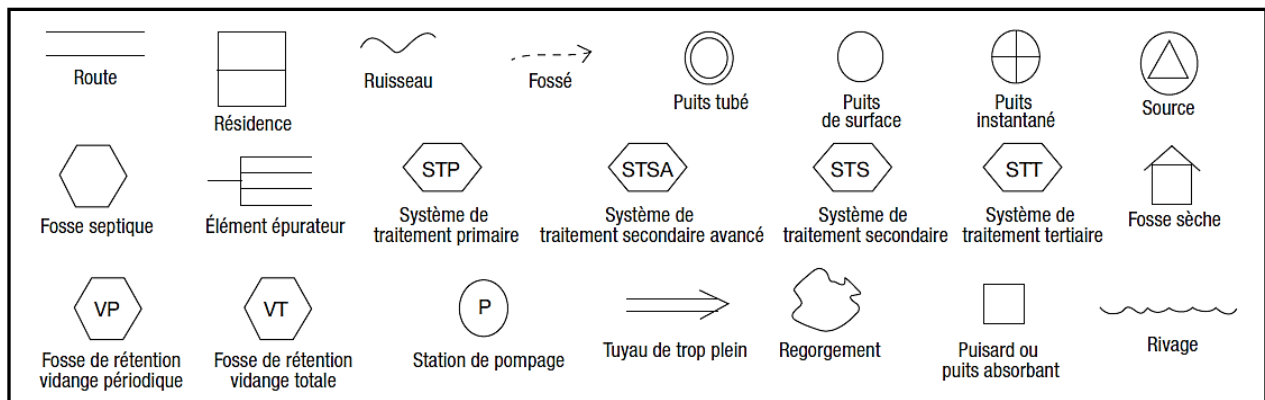 Route
Résidence
Ruisseau
Fossé
Puits tubé
Puits
de surface
Puits
instantané
Source
Fosse septique
Élément épurateur
STP
Système de
traitement primaire
STSA
Système de
traitement secondaire avancé
STS
Système de
traitement secondaire
STT
Système de
traitement tertiaire
Fosse sèche
VP
Fosse de rétention
vidange périodique
VT
Fosse de rétention
vidange totale
P
Station de pompage
Tuyau de trop plein
Regorgement
Puisard ou
puits absorbant
Rivage